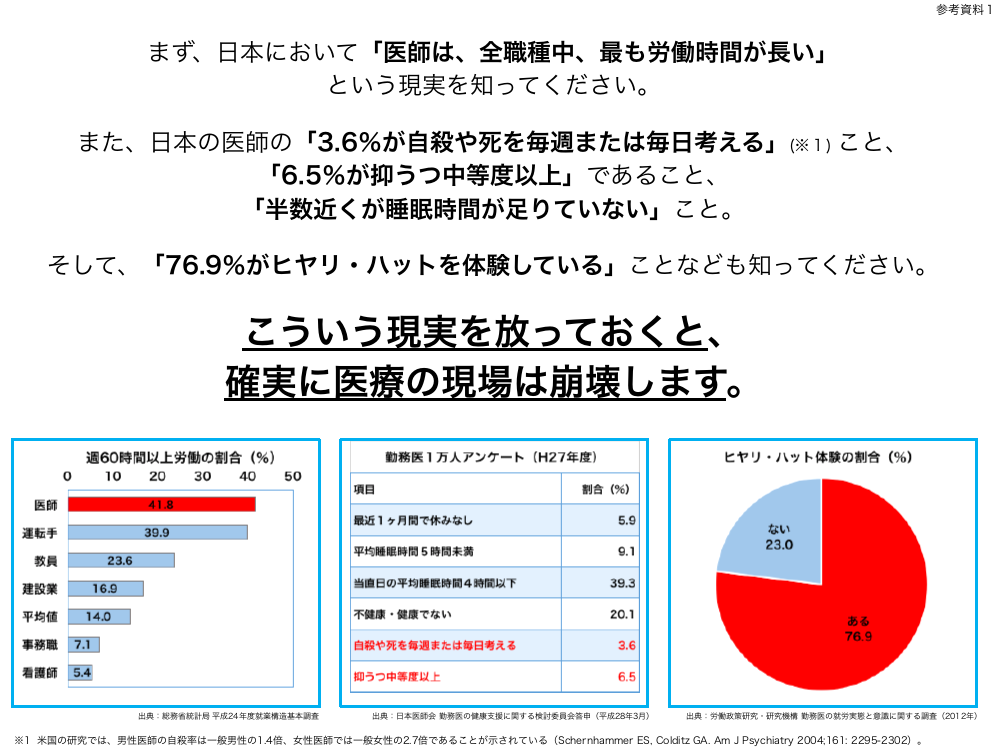 参考資料1
まず、日本において「医師は、全職種中、最も労働時間が長い」
という現実を知ってください。
また、日本の医師の「3.6%が自殺や死を毎週または毎日考える」(※1)こと、
「6.5%が抑うつ中等度以上」であること、
「半数近くが睡眠時間が足りていない」こと。
そして、「76.9%がヒヤリ・ハットを体験している」ことなども知ってください。
こういう現実を放っておくと、
確実に医療の現場は崩壊します。
週60時間以上労働の割合（%）
0 10 20 30 40 50
医師 41.8
運転手 39.9
教員 23.6
建設業 16.9
平均値 14.0
事務職 7.1
看護師 5.4
出典：総務省統計局 平成24年度就業構造基本調査
勤務医1万人アンケート（H27年度）
項目 割合（%）
最近1ヶ月間で休みなし 5.9
平均睡眠時間5時間未満 9.1
当直日の平均睡眠時間4時間以下 39.3
不健康・健康でない 20.1
自殺や死を毎週または毎日考える 3.6
抑うつ中等度以上 6.5
出典：日本医師会 勤務医の健康支援に関する検討委員会答申（平成28年3月）
ヒヤリ・ハット体験の割合（%）
ない
23.0
ある
76.9
出典：労働政策研究・研究機構 勤務医の就労実態と意識に関する調査（2012年）
※1 米国の研究では、男性医師の自殺率は一般男性の1.4倍、女性医師では一般女性の2.7倍であることが示されている（Schernhammer ES, Colditz GA. Am J Psychiatry 2004;161: 2295-2302）。